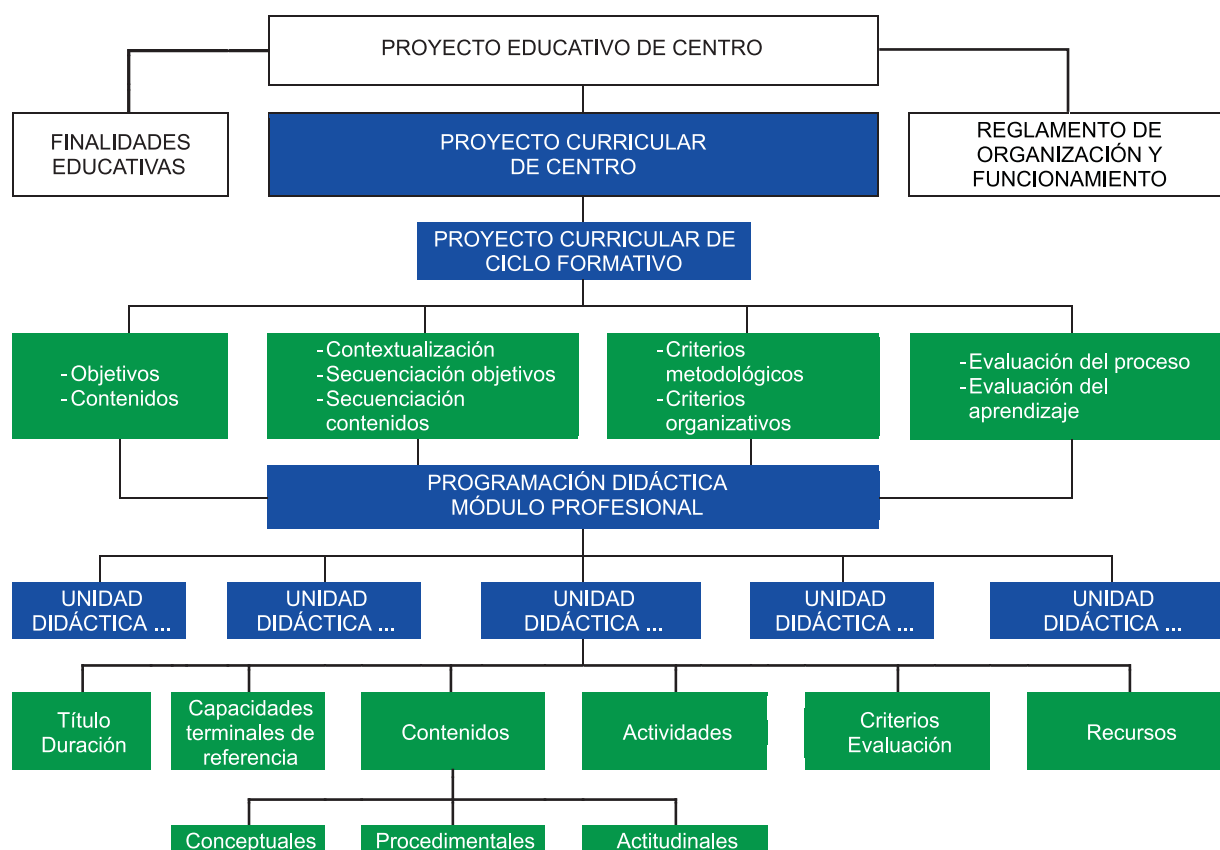 PROYECTO EDUCATIVO DE CENTRO
FINALIDADES
EDUCATIVAS
PROYECTO CURRICULAR
DE CENTRO
REGLAMENTO DE
ORGANIZACIÓN Y
FUNCIONAMIENTO
PROYECTO CURRICULAR DE
CICLO FORMATIVO
-Objetivos
-Contenidos
-Contextualización
-Secuenciación objetivos
-Secuenciación
contenidos
-Criterios
metodológicos
-Criterios
organizativos
-Evaluación del proceso
-Evaluación del
aprendizaje
PROGRAMACIÓN DIDÁCTICA
MÓDULO PROFESIONAL
UNIDAD
DIDÁCTICA ...
UNIDAD
DIDÁCTICA ...
UNIDAD
DIDÁCTICA ...
UNIDAD
DIDÁCTICA ...
UNIDAD
DIDÁCTICA ...
Título
Duración
Capacidades
terminales de
referencia
Contenidos
Actividades
Criterios
Evaluación
Recursos
Conceptuales
Procedimentales
Actitudinales